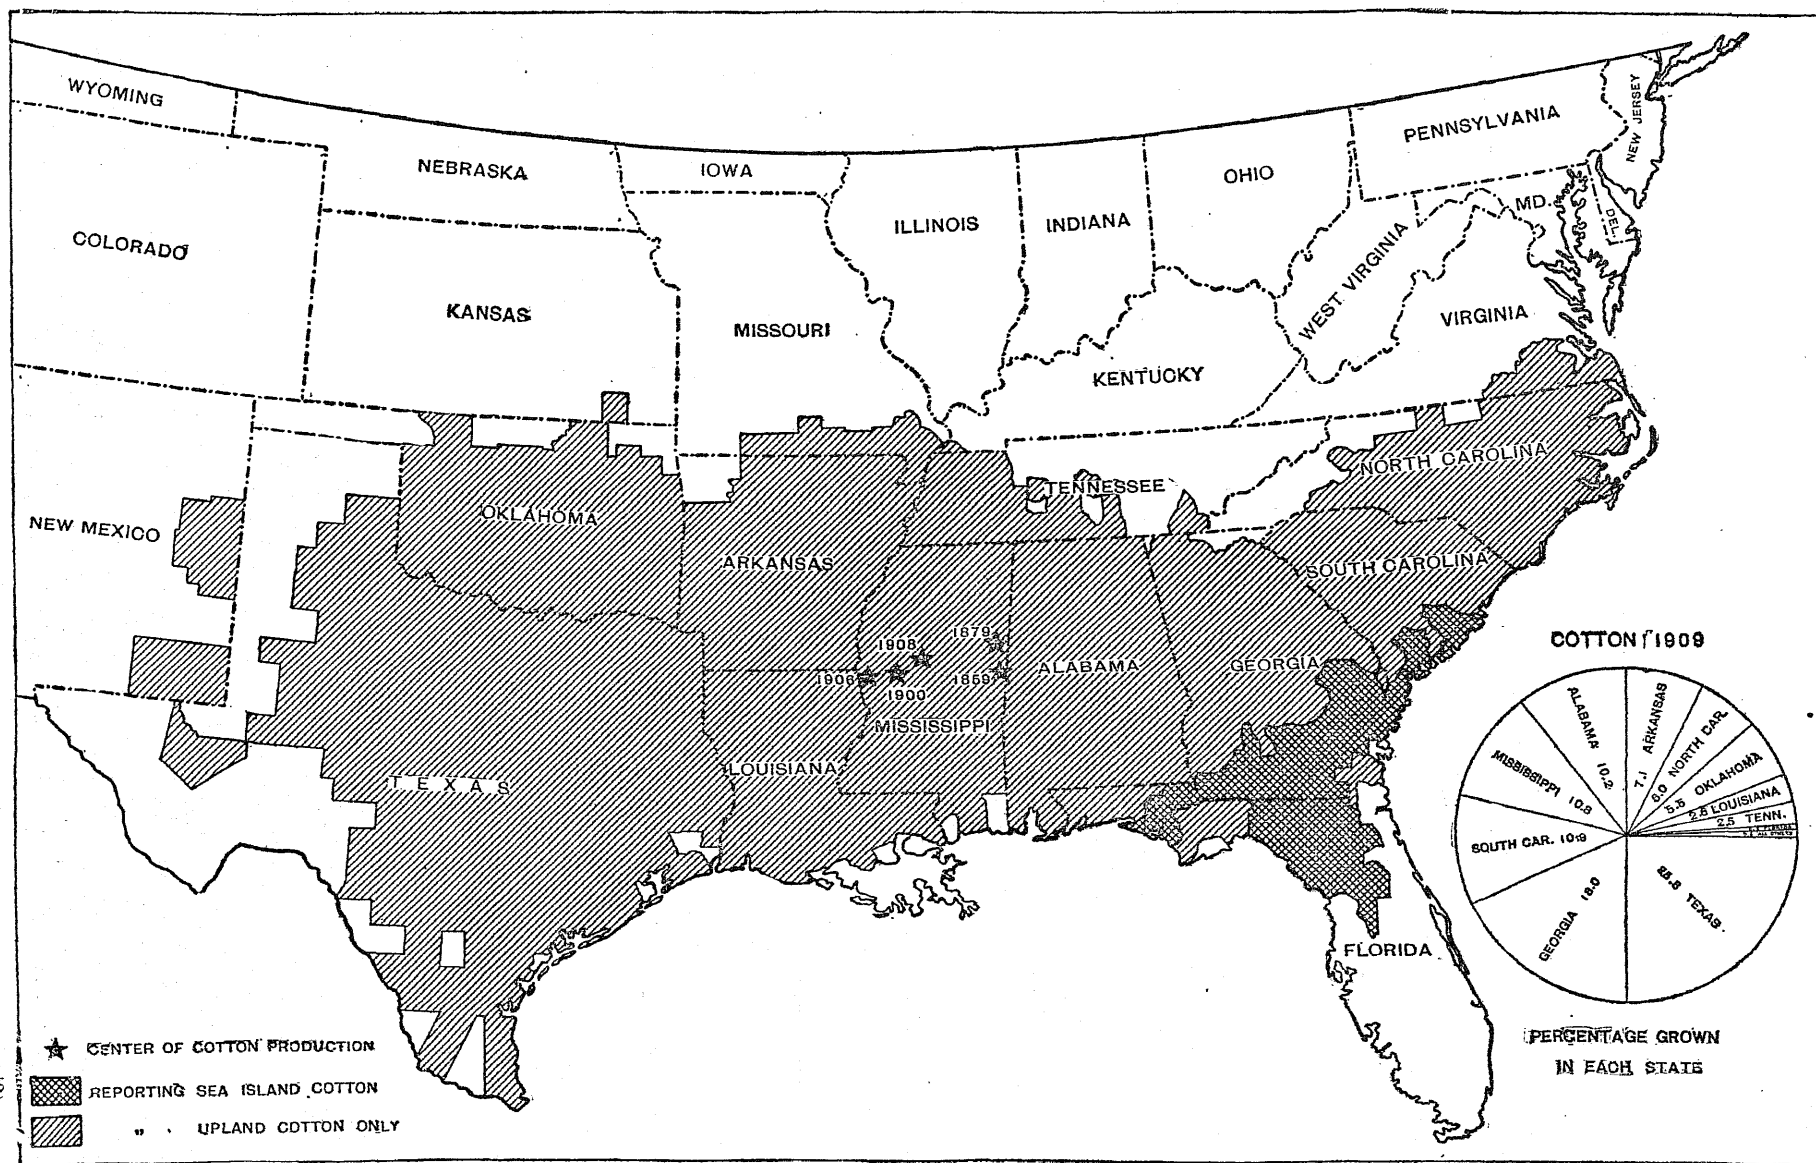 WYOMING
NEBRASKA
IOWA
ILLINOIS
INDIANA
OHIO
PENNSYLVANIA
NEW JERSEY
MD.
DEL.
COLORADO
KANSAS
MISSOURI
KENTUCKY
WEST VIRGINIA
VIRGINIA
NEW MEXICO
OKLAHOMA
ARKANSAS
TENNESSEE
NORTH CAROLINA
SOUTH CAROLINA
1908
1879
1906
1900
1859
MISSISSIPPI
ALABAMA
GEORGIA
TEXAS
LOUISIANA
FLORIDA
COTTON 1909
ALABAMA 10.2
ARKANSAS 7.1
NORTH CAR. 6.0
OKLAHOMA 5.5
LOUISIANA 2.6
TENN. 2.5
MISSISSIPPI 10.8
SOUTH CAR. 10.9
GEORGIA 18.0
TEXAS
PERCENTAGE GROWN
IN EACH STATE
CENTER OF COTTON PRODUCTION
REPORTING SEA ISLAND COTTON
" UPLAND COTTON ONLY